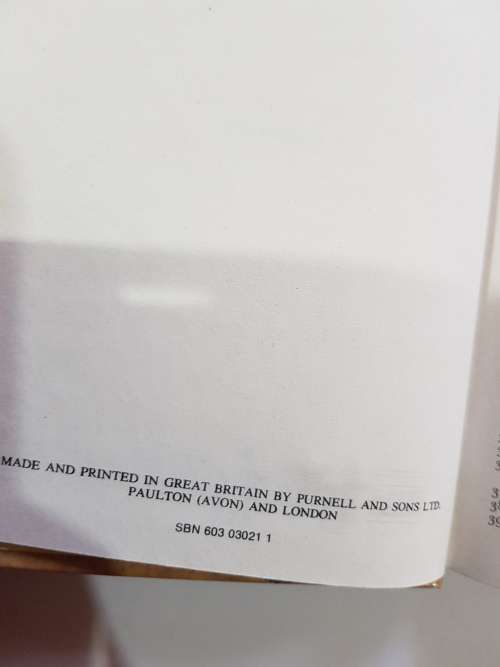 MADE AND PRINTED IN GREAT BRITAIN BY PURNELL AND SONS LTD.
PAULTON (AVON) AND LONDON
SBN 603 03021 1